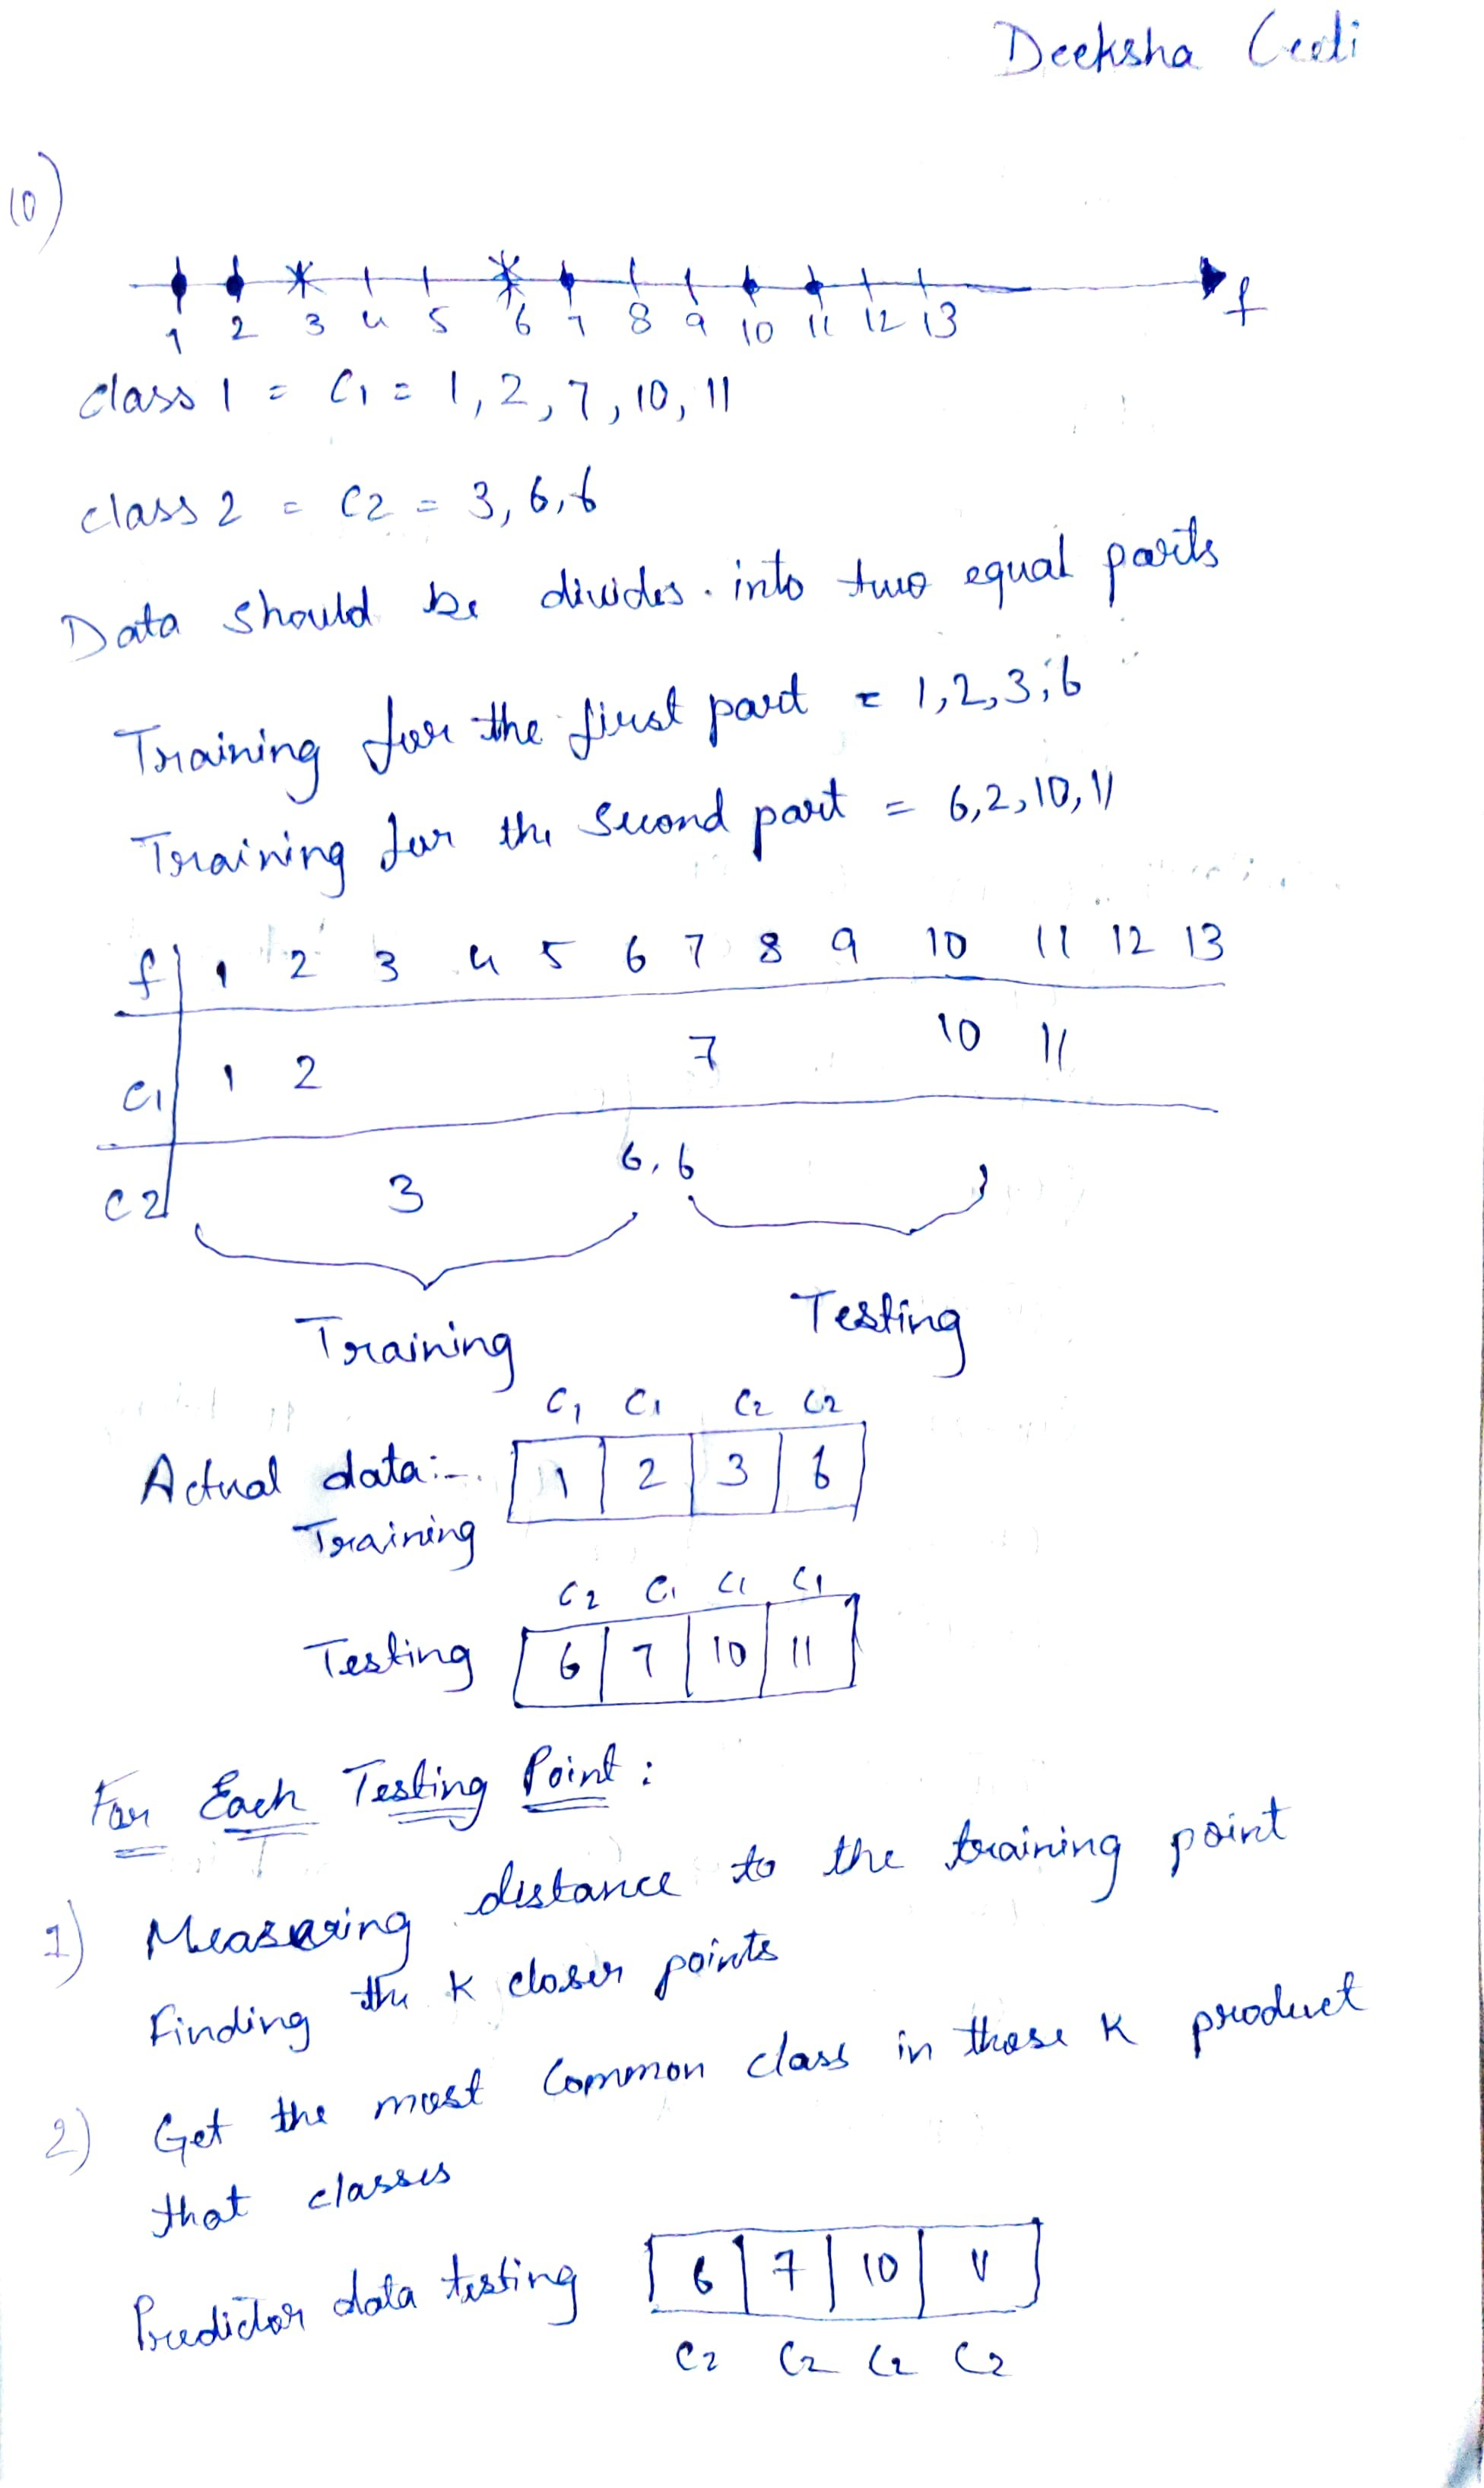 Deeksha
10)
1 2 3 4 5 6 7 8 9 10 11 12 13 f
class 1 = C1 = 1, 2, 7, 10, 11
class 2 = C2 = 3, 6, 6
Data should be divides. into two equal parts
Training for the first part = 1, 2, 3, 6
Training for the second part = 6, 2, 10, 11
f 1 2 3 4 5 6 7 8 9 10 11 12 13
C1 1 2 7 10 11
C2 3 6, 6
Training Testing
C1 C1 C2 C2
Actual data:- 1 2 3 6
Training
C2 C1 C1 C1
Testing 6 7 10 11
For Each Testing Point :
1) Measuring distance to the training point
Finding the K closer points
2) Get the most Common class in those K product
that classes
Predictor data testing 6 7 10 11
C2 C2 C2 C2